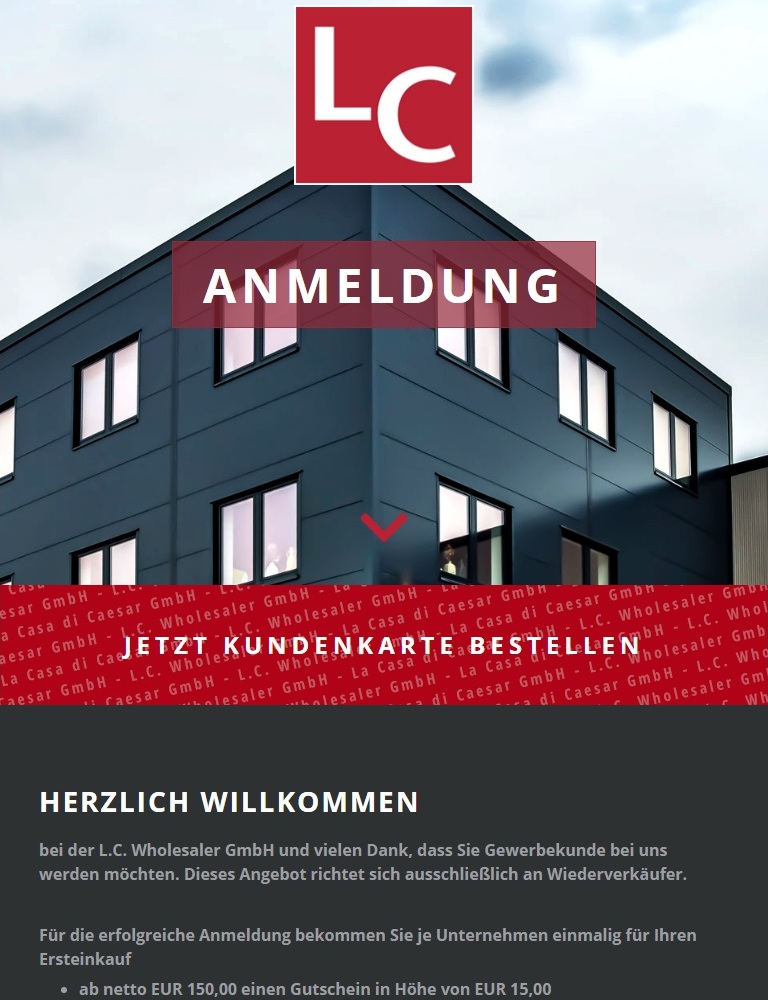 LC
ANMELDUNG
JETZT KUNDENKARTE BESTELLEN
HERZLICH WILLKOMMEN
bei der L.C. Wholesaler GmbH und vielen Dank, dass Sie Gewerbekunde bei uns
werden möchten. Dieses Angebot richtet sich ausschließlich an Wiederverkäufer.
Für die erfolgreiche Anmeldung bekommen Sie je Unternehmen einmalig für Ihren
Ersteinkauf
• ab netto EUR 150,00 einen Gutschein in Höhe von EUR 15,00